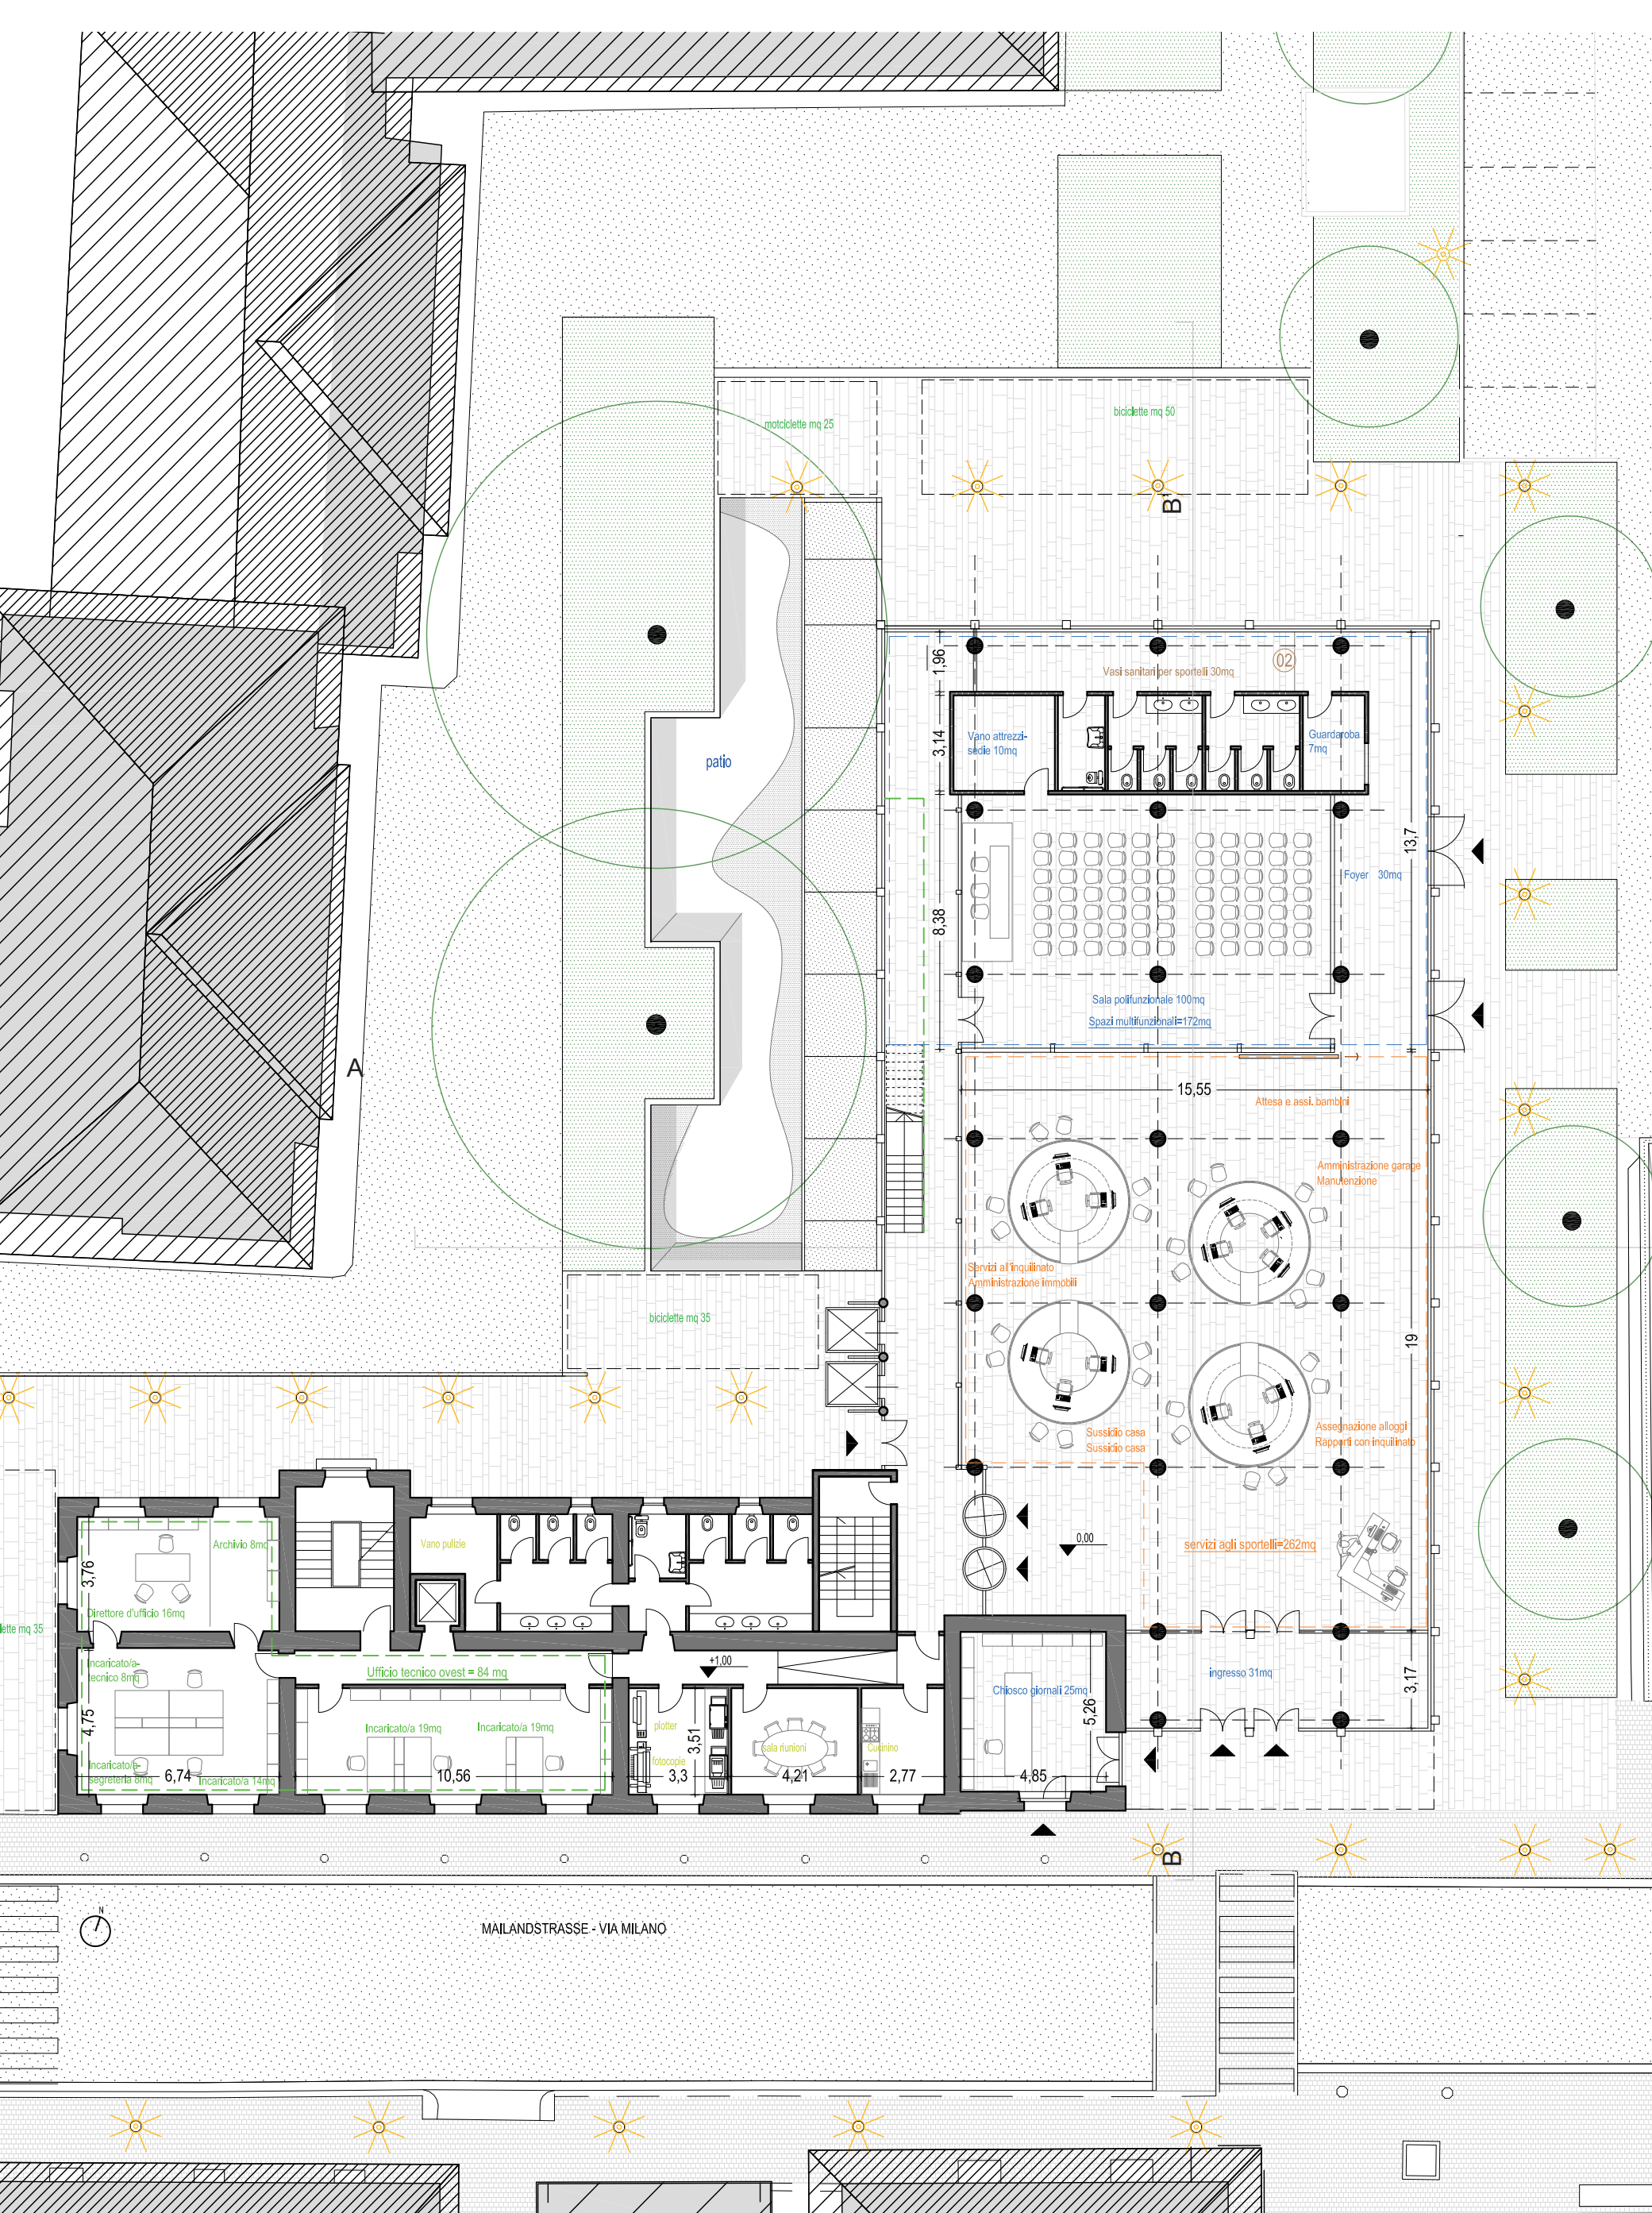 motciclette mq 25
biciclette mq 50
B
1,96
Vasi sanitari per sportelli 30mq
02
3,14
Vano attrezzi-
sedie 10mq
Guardaroba
7mq
patio
13,7
8,38
Foyer 30mq
Sala polifunzionale 100mq
Spazi multifunzionali=172mq
A
15,55
Attesa e assi. bambini
Amministrazione garage
Manutenzione
Servizi all'inquilinato
Amministrazione immobili
biciclette mq 35
19
Sussidio casa
Sussidio casa
Assegnazione alloggi
Rapporti con inquilinato
Vano pulizie
Archivio 8mq
0,00
servizi agli sportelli=262mq
3,76
Direttore d'ufficio 16mq
lette mq 35
Incaricato/a-
tecnico 8mq
Ufficio tecnico ovest = 84 mq
+1,00
ingresso 31mq
Chiosco giornali 25mq
3,17
5,26
4,75
Incaricato/a 19mq
Incaricato/a 19mq
plotter
3,51
sala riunioni
Cucinino
fotocopie
Incaricato/a-
segreteria 8mq
6,74
Incaricato/a 14mq
10,56
3,3
4,21
2,77
4,85
B
N
MAILANDSTRASSE - VIA MILANO